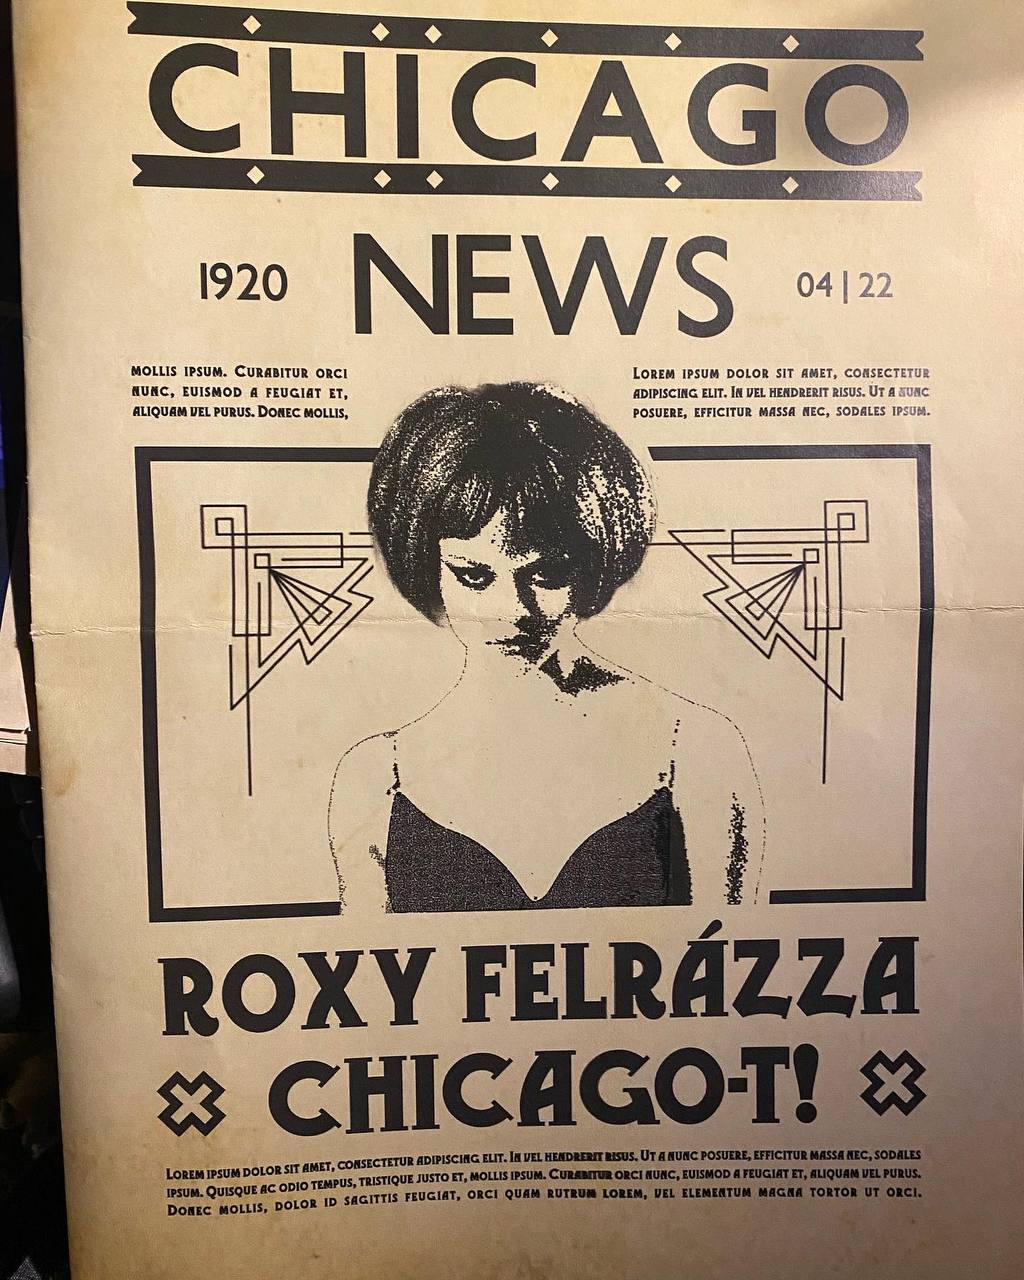 CHICAGO
1920 NEWS 04|22
MOLLIS IPSUM. CURABITUR ORCI
NUNC, EUISMOD A FEUGIAT ET,
ALIQUAM VEL PURUS. DONEC MOLLIS,
LOREM IPSUM DOLOR SIT AMET, CONSECTETUR
ADIPISCING ELIT. IN VEL HENDRERIT RISUS. UT A NUNC
POSUERE, EFFICITUR MASSA NEC, SODALES IPSUM.
ROXY FELRÁZZA
CHICAGO-T!
LOREM IPSUM DOLOR SIT AMET, CONSECTETUR ADIPISCING ELIT. IN VEL HENDRERIT RISUS. UT A NUNC POSUERE, EFFICITUR MASSA NEC, SODALES
IPSUM. QUISQUE AC ODIO TEMPUS, TRISTIQUE JUSTO ET, MOLLIS IPSUM. CURABITUR ORCI NUNC, EUISMOD A FEUGIAT ET, ALIQUAM VEL PURUS.
DONEC MOLLIS, DOLOR ID SAGITTIS FEUGIAT, ORCI QUAM RUTRUM LOREM, VEL ELEMENTUM MAGNA TORTOR UT ORCI.